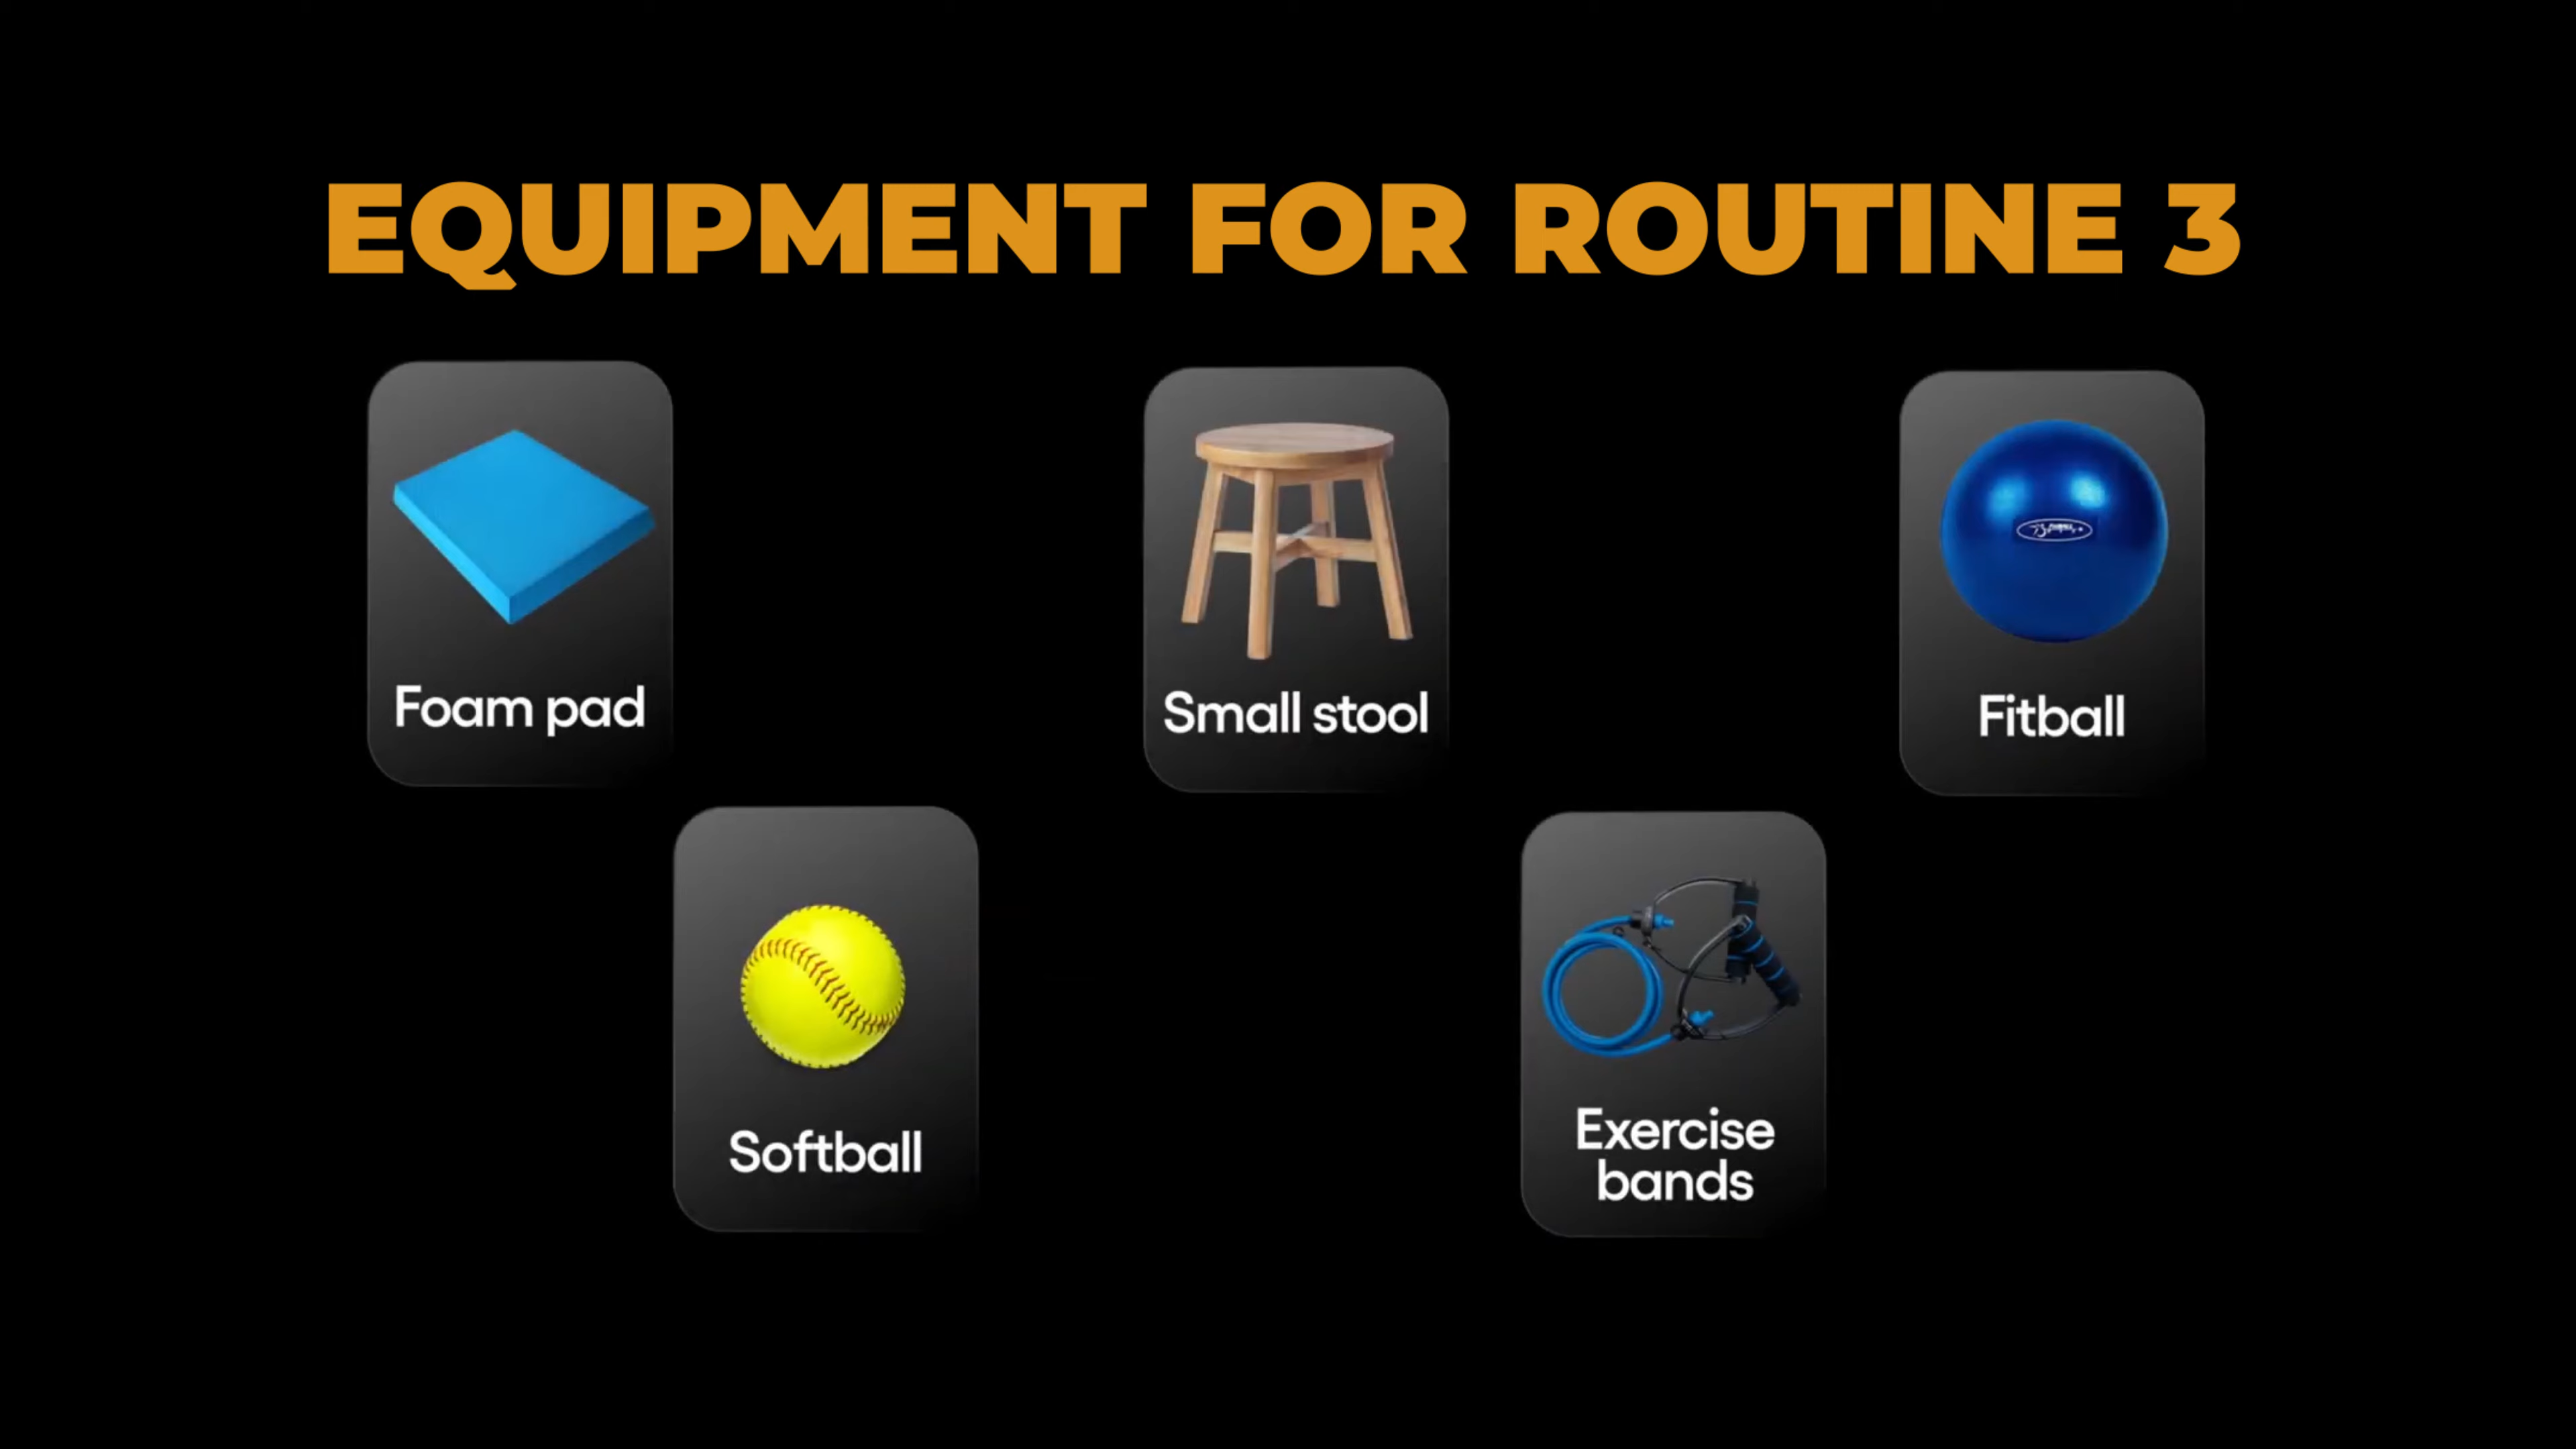 EQUIPMENT FOR ROUTINE 3
Foam pad
Small stool
Fitball
Softball
Exercise
bands